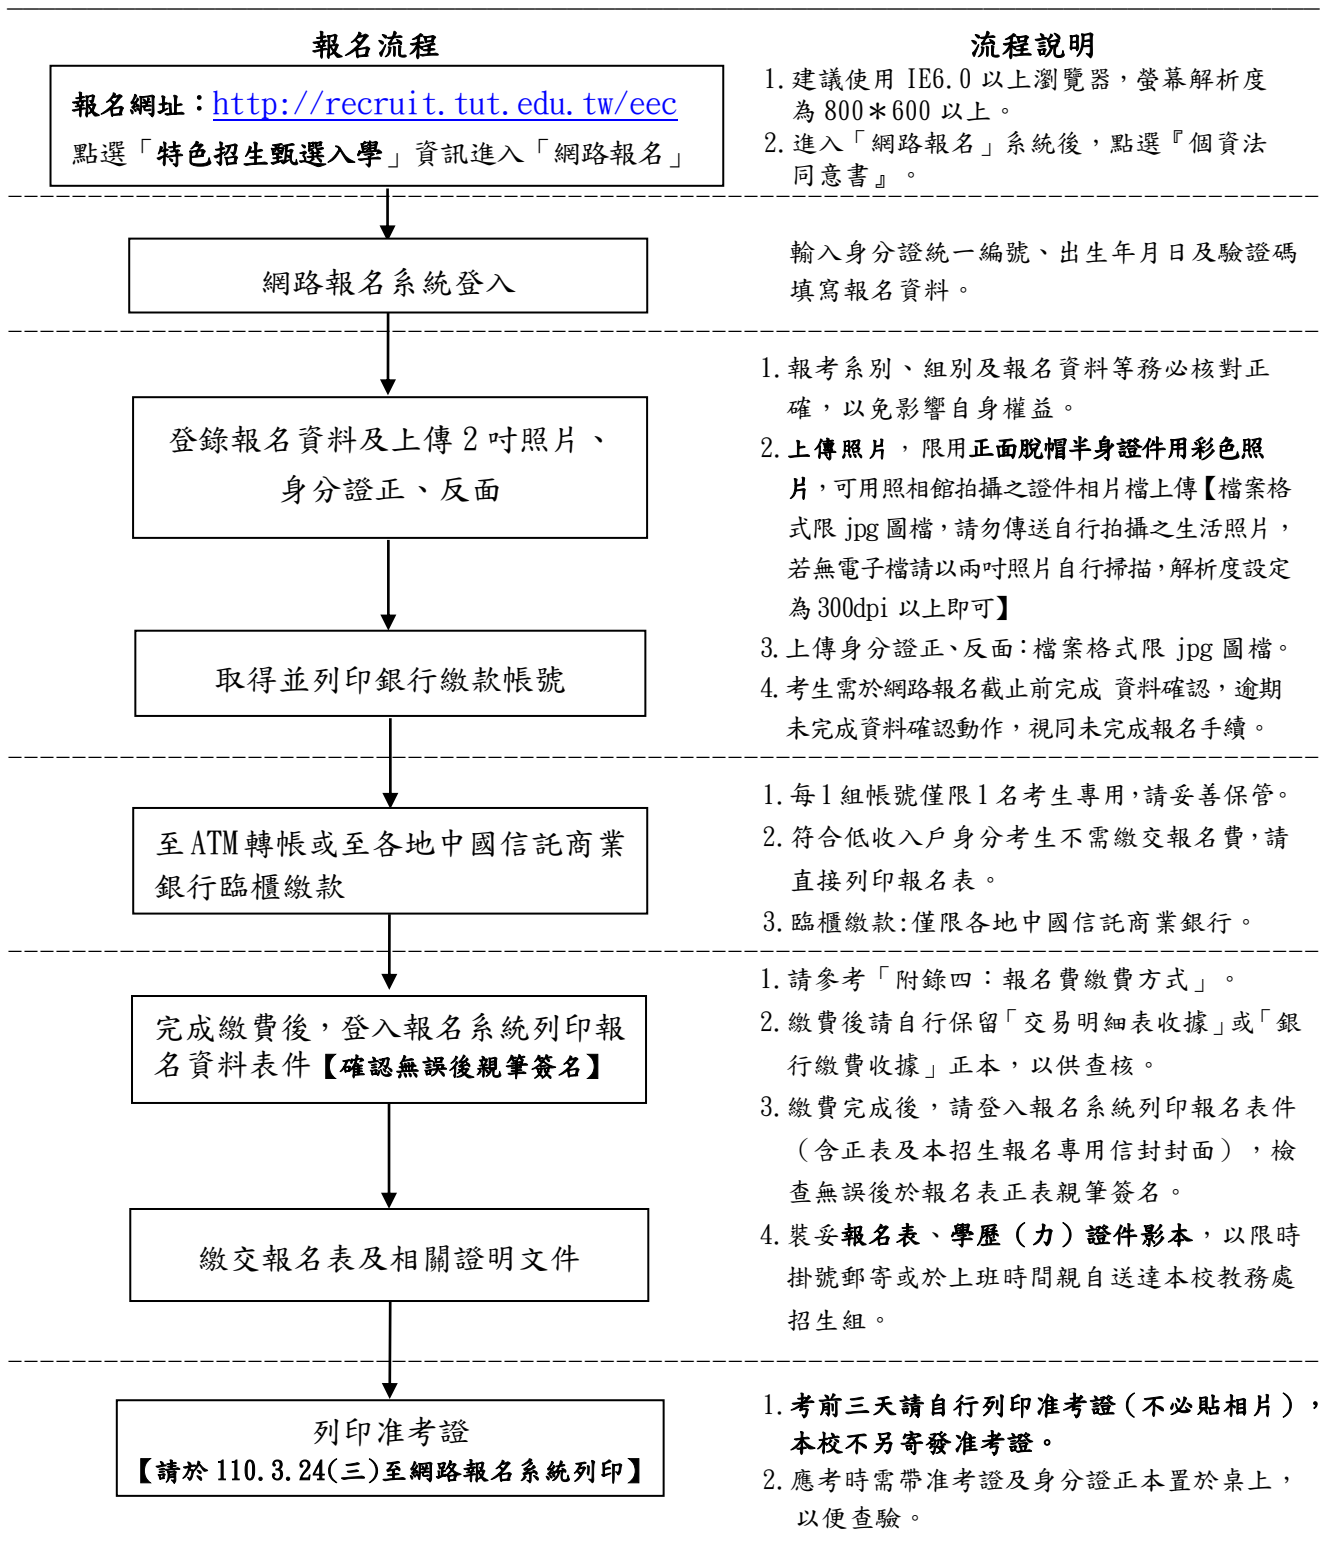 報名流程
報名網址：http://recruit.tut.edu.tw/eec
點選「特色招生甄選入學」資訊進入「網路報名」
網路報名系統登入
登錄報名資料及上傳 2 吋照片、
身分證正、反面
取得並列印銀行繳款帳號
至 ATM 轉帳或至各地中國信託商業
銀行臨櫃繳款
完成繳費後，登入報名系統列印報
名資料表件【確認無誤後親筆簽名】
繳交報名表及相關證明文件
列印准考證
【請於 110.3.24(三)至網路報名系統列印】
流程說明
1.建議使用 IE6.0 以上瀏覽器，螢幕解析度
為 800＊600 以上。
2.進入「網路報名」系統後，點選『個資法
同意書』。
輸入身分證統一編號、出生年月日及驗證碼
填寫報名資料。
1.報考系別、組別及報名資料等務必核對正
確，以免影響自身權益。
2.上傳照片，限用正面脫帽半身證件用彩色照
片，可用照相館拍攝之證件相片檔上傳【檔案格
式限 jpg 圖檔，請勿傳送自行拍攝之生活照片，
若無電子檔請以兩吋照片自行掃描，解析度設定
為 300dpi 以上即可】
3.上傳身分證正、反面：檔案格式限 jpg 圖檔。
4.考生需於網路報名截止前完成 資料確認，逾期
未完成資料確認動作，視同未完成報名手續。
1.每 1 組帳號僅限 1 名考生專用，請妥善保管。
2.符合低收入戶身分考生不需繳交報名費，請
直接列印報名表。
3.臨櫃繳款:僅限各地中國信託商業銀行。
1.請參考「附錄四：報名費繳費方式」。
2.繳費後請自行保留「交易明細表收據」或「銀
行繳費收據」正本，以供查核。
3.繳費完成後，請登入報名系統列印報名表件
（含正表及本招生報名專用信封封面），檢
查無誤後於報名表正表親筆簽名。
4.裝妥報名表、學歷（力）證件影本，以限時
掛號郵寄或於上班時間親自送達本校教務處
招生組。
1.考前三天請自行列印准考證（不必貼相片），
本校不另寄發准考證。
2.應考時需帶准考證及身分證正本置於桌上，
以便查驗。